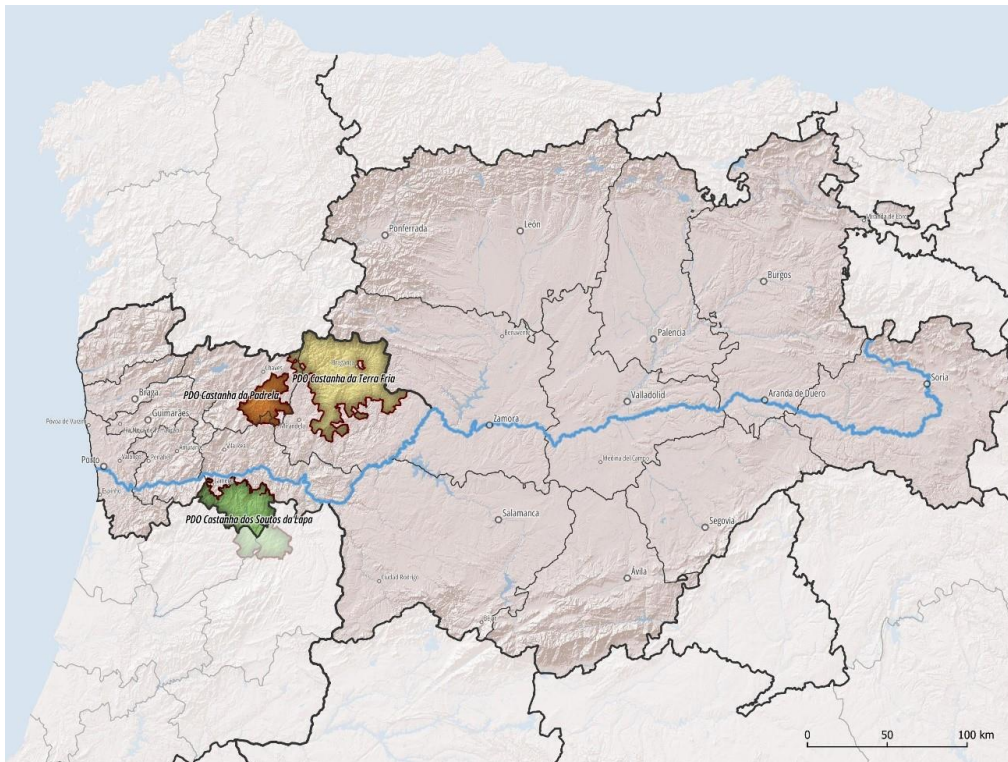 Ponferrada
León
Miranda de Ebro
Burgos
Benavente
Palencia
Chaves
PDO Castanha da Terra Fria
PDO Castanha da Padrela
Soria
Braga
Valladolid
Aranda de Duero
Guimarães
Póvoa de Varzim
Mirandela
Zamora
Vila Real
Porto
Medina del Campo
Espinho
PDO Castanha dos Soutos da Lapa
Salamanca
Segovia
Ciudad Rodrigo
Ávila
Béjar
0 50 100 km